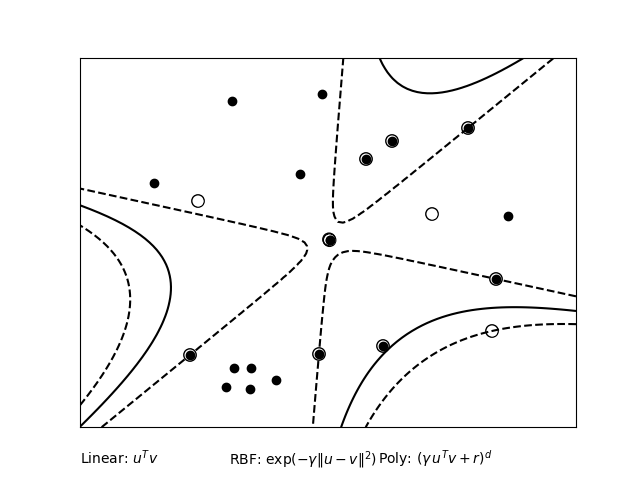 Linear: $u^T v$ RBF: $\exp(-\gamma \|u - v\|^2)$ Poly: $(\gamma u^T v + r)^d$